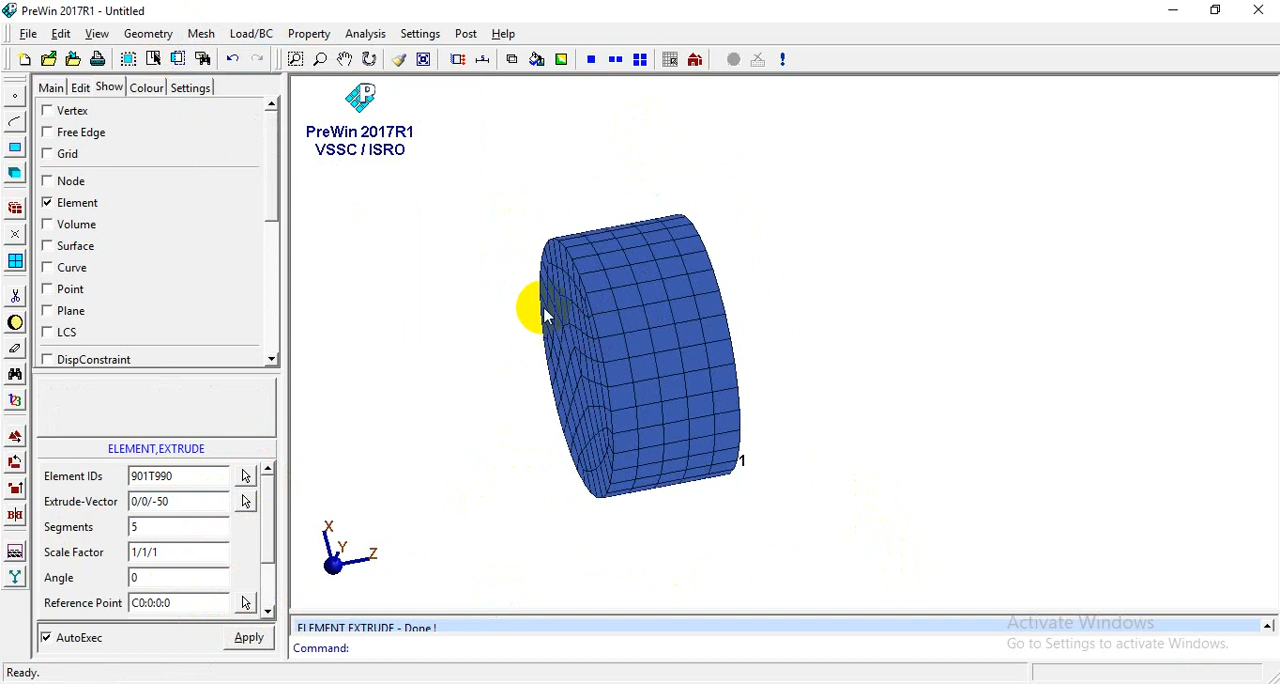 PreWin 2017R1 - Untitled
File Edit View Geometry Mesh Load/BC Property Analysis Settings Post Help
Main Edit Show Colour Settings
Vertex
Free Edge
Grid
Node
Element
Volume
Surface
Curve
Point
Plane
LCS
DispConstraint
P
PreWin 2017R1
VSSC / ISRO
1
X
Y
Z
ELEMENT,EXTRUDE
Element IDs 901T990
Extrude-Vector 0/0/-50
Segments 5
Scale Factor 1/1/1
Angle 0
Reference Point C0:0:0:0
AutoExec Apply
ELEMENT EXTRUDE - Done !
Command:
Activate Windows
Go to Settings to activate Windows.
Ready.